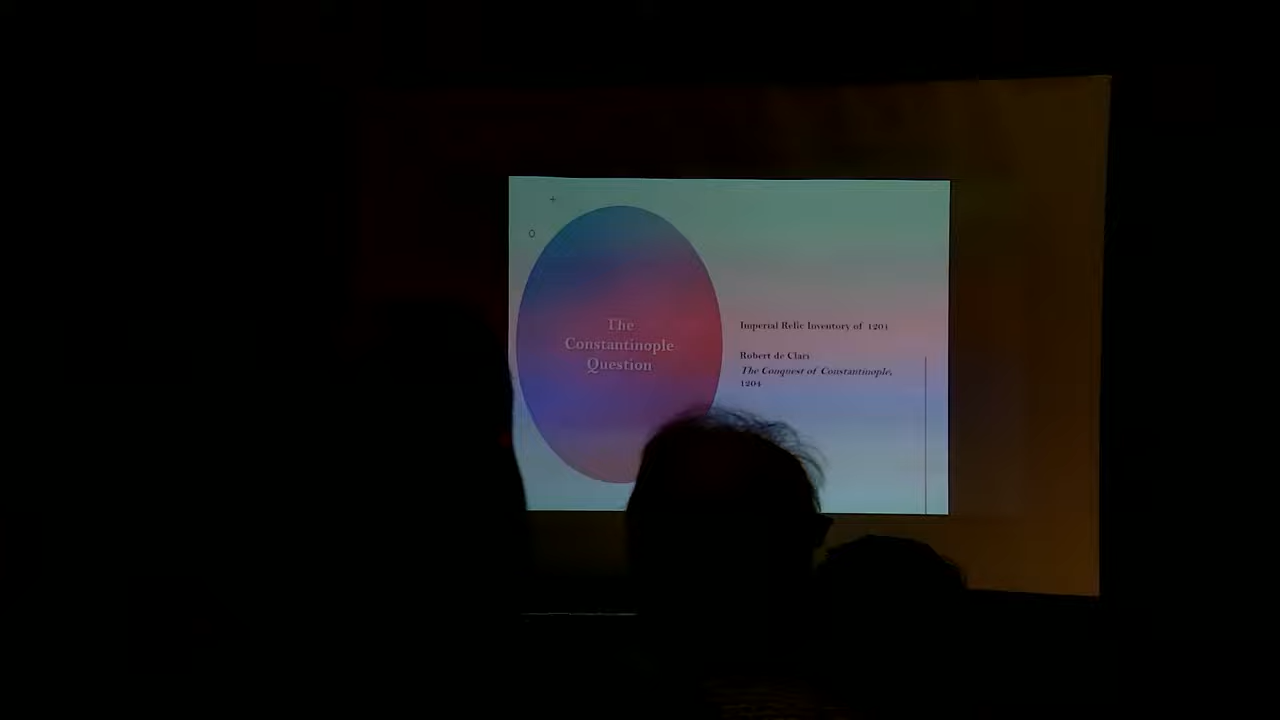 The
Constantinople
Question
Imperial Relic Inventory of 1201
Robert de Clari
The Conquest of Constantinople,
1204